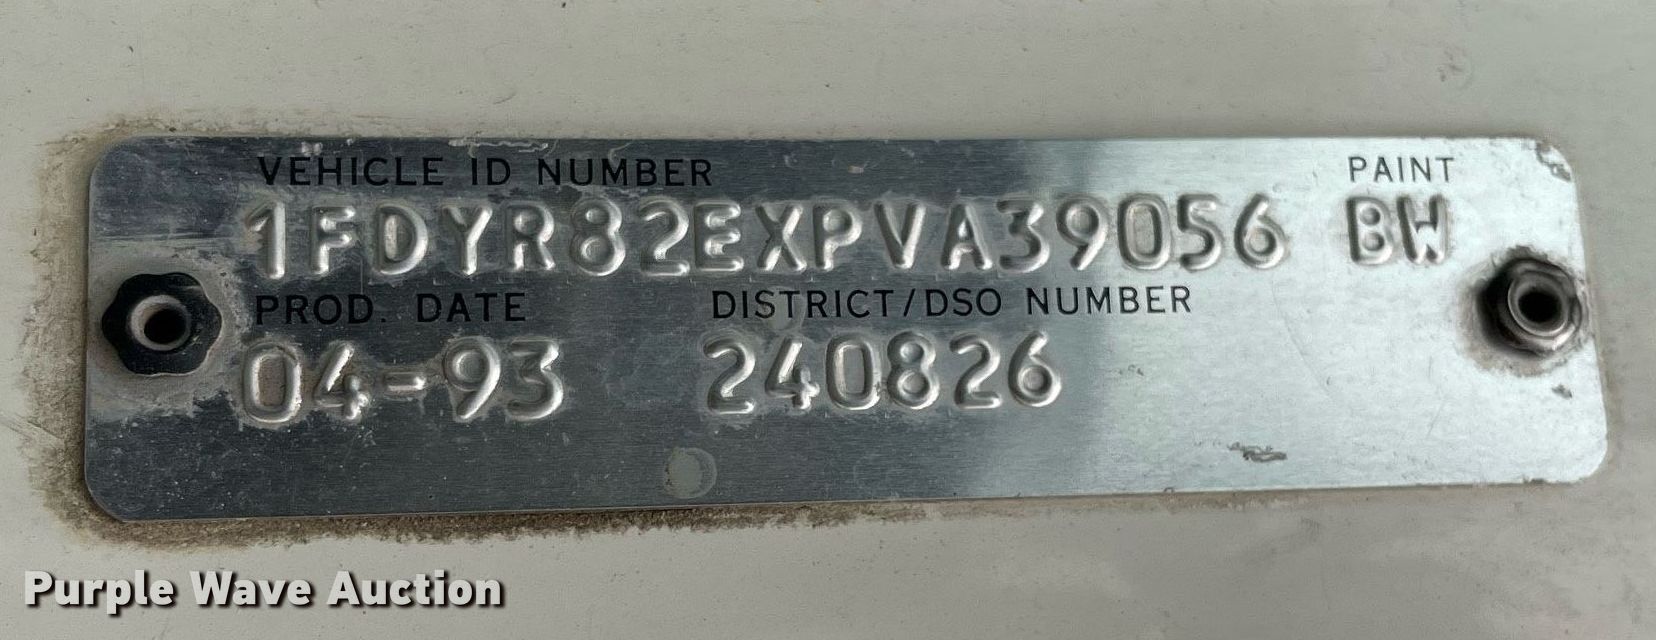 VEHICLE ID NUMBER PAINT
1FDYR82EXPVA39056 BW
PROD. DATE DISTRICT/DSO NUMBER
04-93 240826
Purple Wave Auction